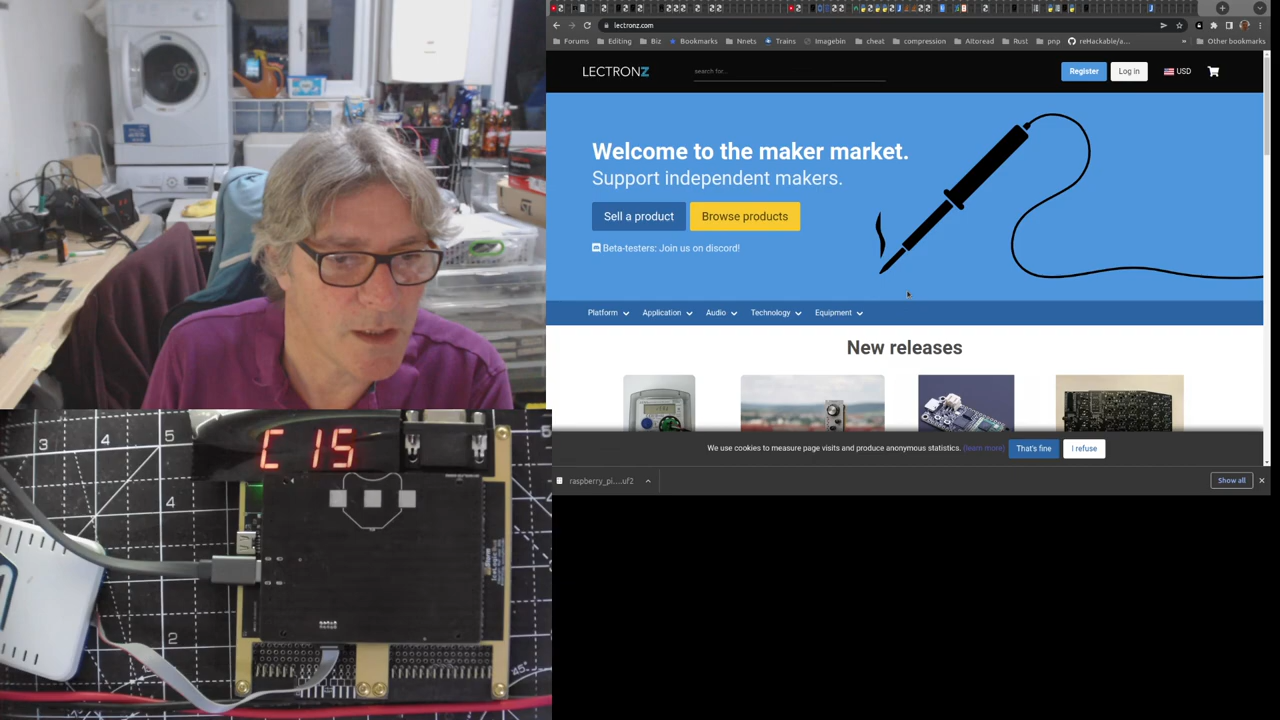 lectronz.com
Forums
Editing
Biz
Bookmarks
Nnets
Trains
Imagebin
cheat
compression
Altoread
Rust
pnp
reHackable/a...
»
Other bookmarks
LECTRONZ
search for...
Register
Log in
USD
Welcome to the maker market.
Support independent makers.
Sell a product
Browse products
Beta-testers: Join us on discord!
Platform
Application
Audio
Technology
Equipment
New releases
We use cookies to measure page visits and produce anonymous statistics. (learn more)
That's fine
I refuse
raspberry_pi....uf2
Show all
3
4
5
C15
2
45°